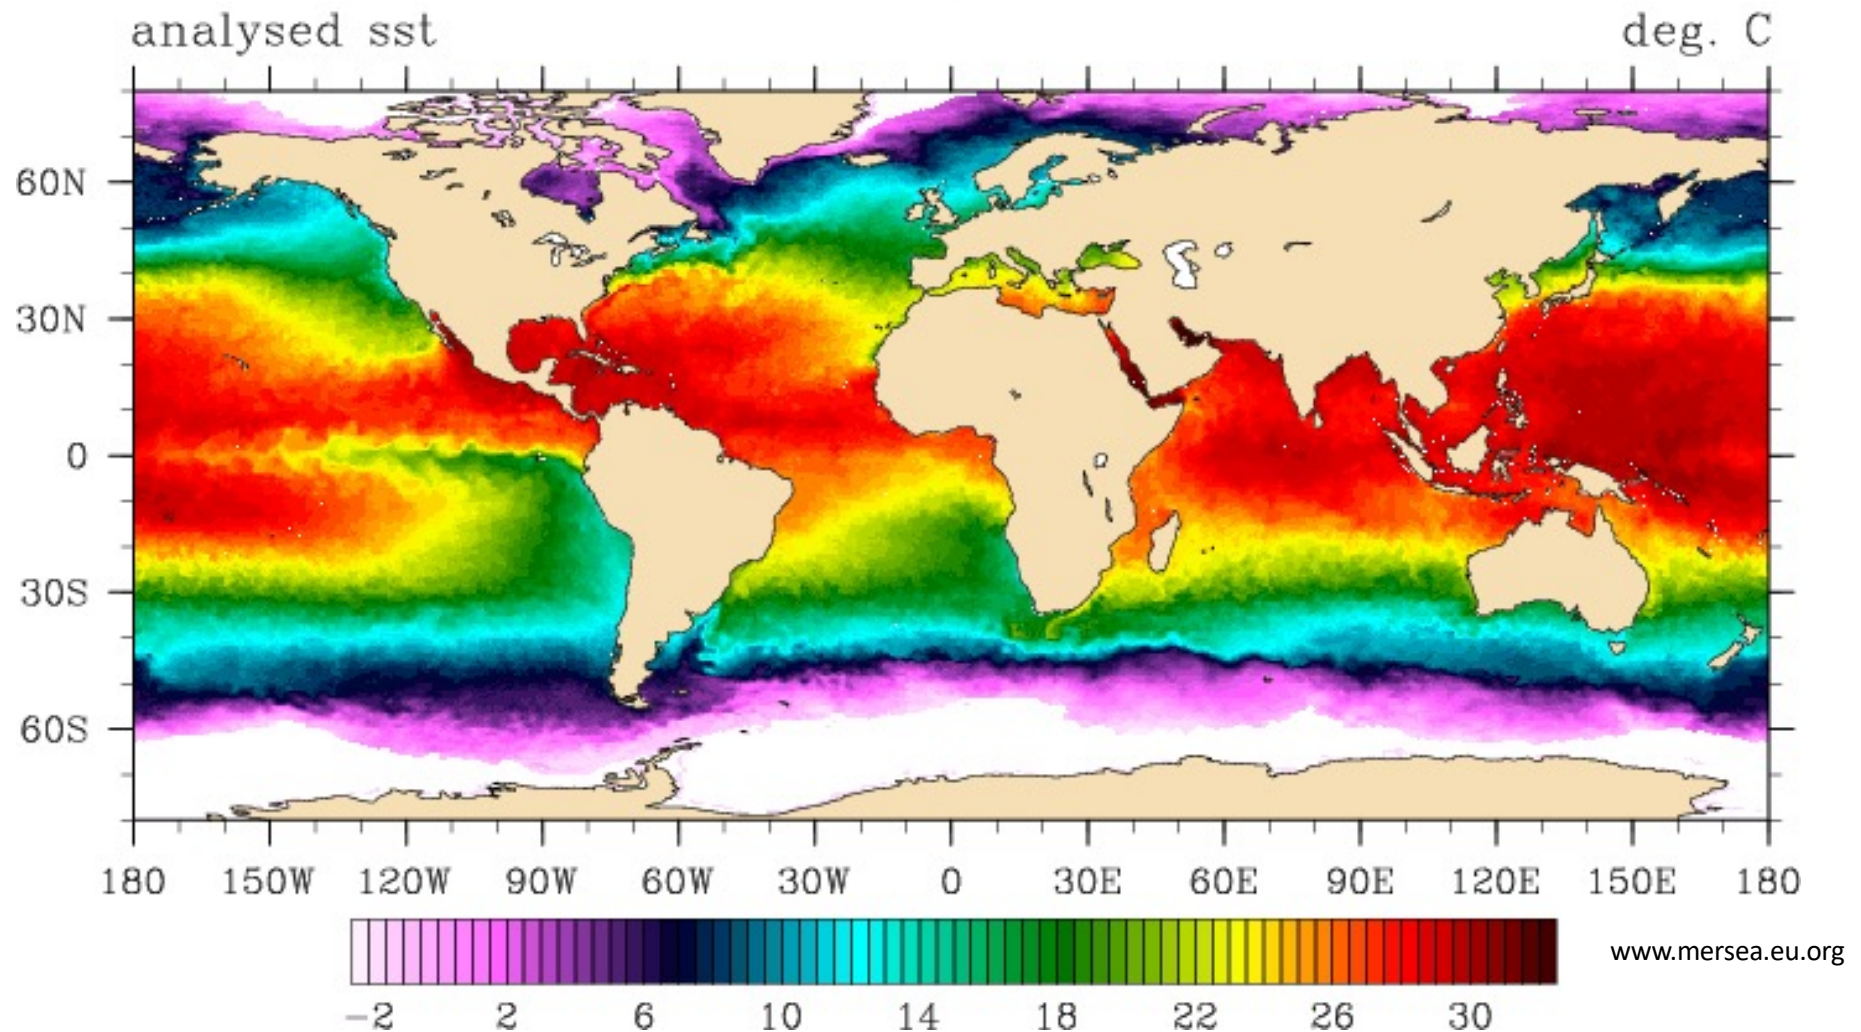 analysed sst deg. C
60N
30N
0
30S
60S
180 150W 120W 90W 60W 30W 0 30E 60E 90E 120E 150E 180
www.mersea.eu.org
−2 2 6 10 14 18 22 26 30